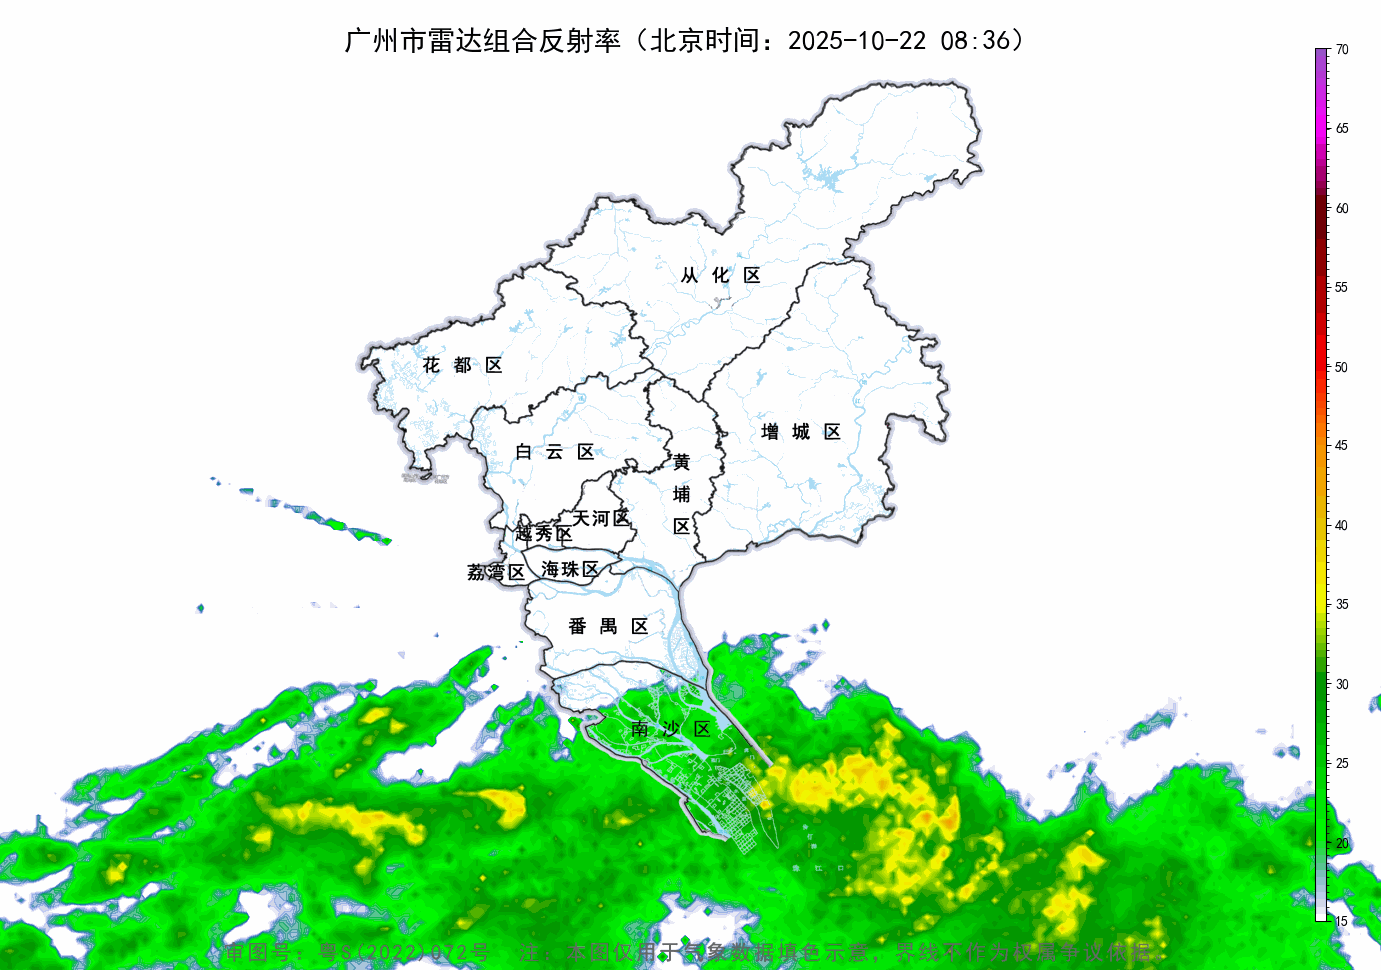 广州市雷达组合反射率（北京时间：2025-10-22 08:36）
70
65
60
55
50
45
40
35
30
25
20
15
从化区
花都区
增城区
白云区
黄埔区
天河区
越秀区
荔湾区
海珠区
番禺区
南沙区
审图号：粤S(2022)072号 注：本图仅用于气象数据填色示意，界线不作为权属争议依据。